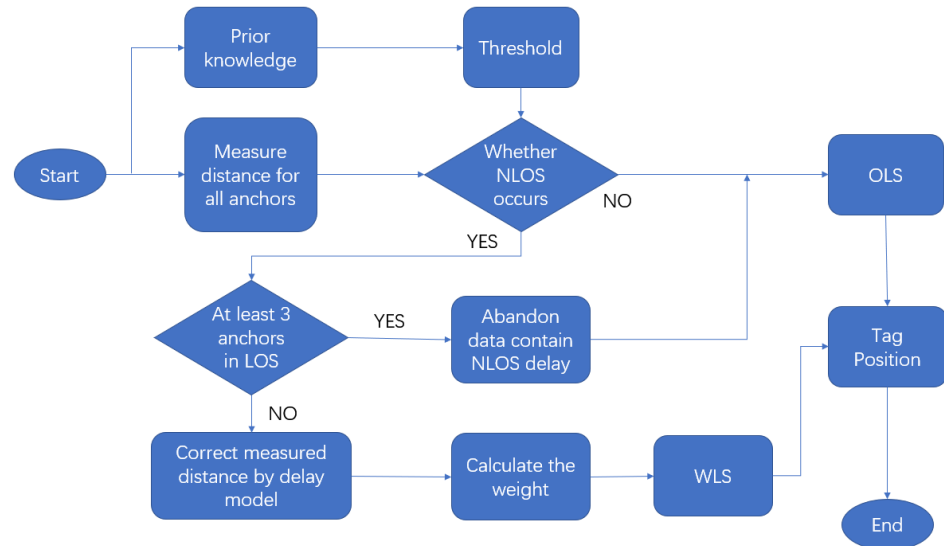 Prior
knowledge
Threshold
Start
Measure
distance for
all anchors
Whether
NLOS
occurs
NO
OLS
YES
At least 3
anchors
in LOS
YES
Abandon
data contain
NLOS delay
Tag
Position
NO
Correct measured
distance by delay
model
Calculate the
weight
WLS
End